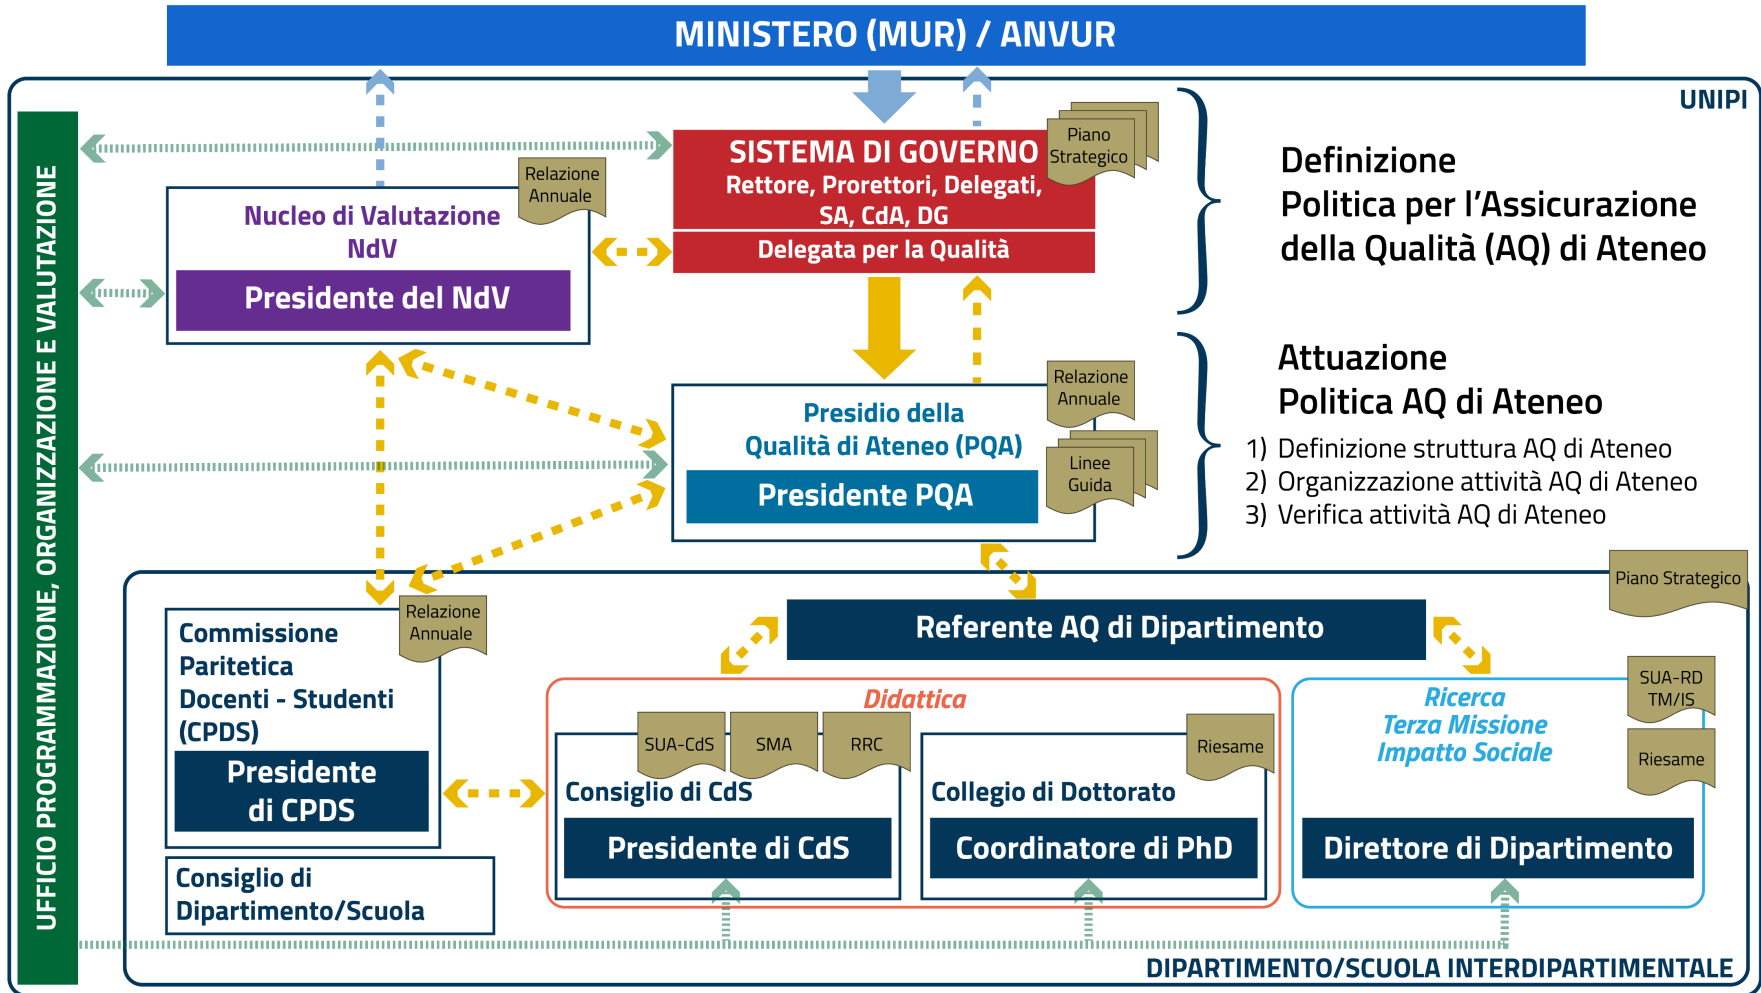 MINISTERO (MUR) / ANVUR
UNIPI
UFFICIO PROGRAMMAZIONE, ORGANIZZAZIONE E VALUTAZIONE
SISTEMA DI GOVERNO
Rettore, Prorettori, Delegati,
SA, CdA, DG
Delegata per la Qualità
Piano
Strategico
Definizione
Politica per l'Assicurazione
della Qualità (AQ) di Ateneo
Relazione
Annuale
Nucleo di Valutazione
NdV
Presidente del NdV
Presidio della
Qualità di Ateneo (PQA)
Presidente PQA
Relazione
Annuale
Linee
Guida
Attuazione
Politica AQ di Ateneo
1) Definizione struttura AQ di Ateneo
2) Organizzazione attività AQ di Ateneo
3) Verifica attività AQ di Ateneo
Piano Strategico
Relazione
Annuale
Commissione
Paritetica
Docenti - Studenti
(CPDS)
Presidente
di CPDS
Consiglio di
Dipartimento/Scuola
Referente AQ di Dipartimento
Didattica
SUA-CdS
SMA
RRC
Consiglio di CdS
Presidente di CdS
Riesame
Collegio di Dottorato
Coordinatore di PhD
Ricerca
Terza Missione
Impatto Sociale
SUA-RD
TM/IS
Riesame
Direttore di Dipartimento
DIPARTIMENTO/SCUOLA INTERDIPARTIMENTALE